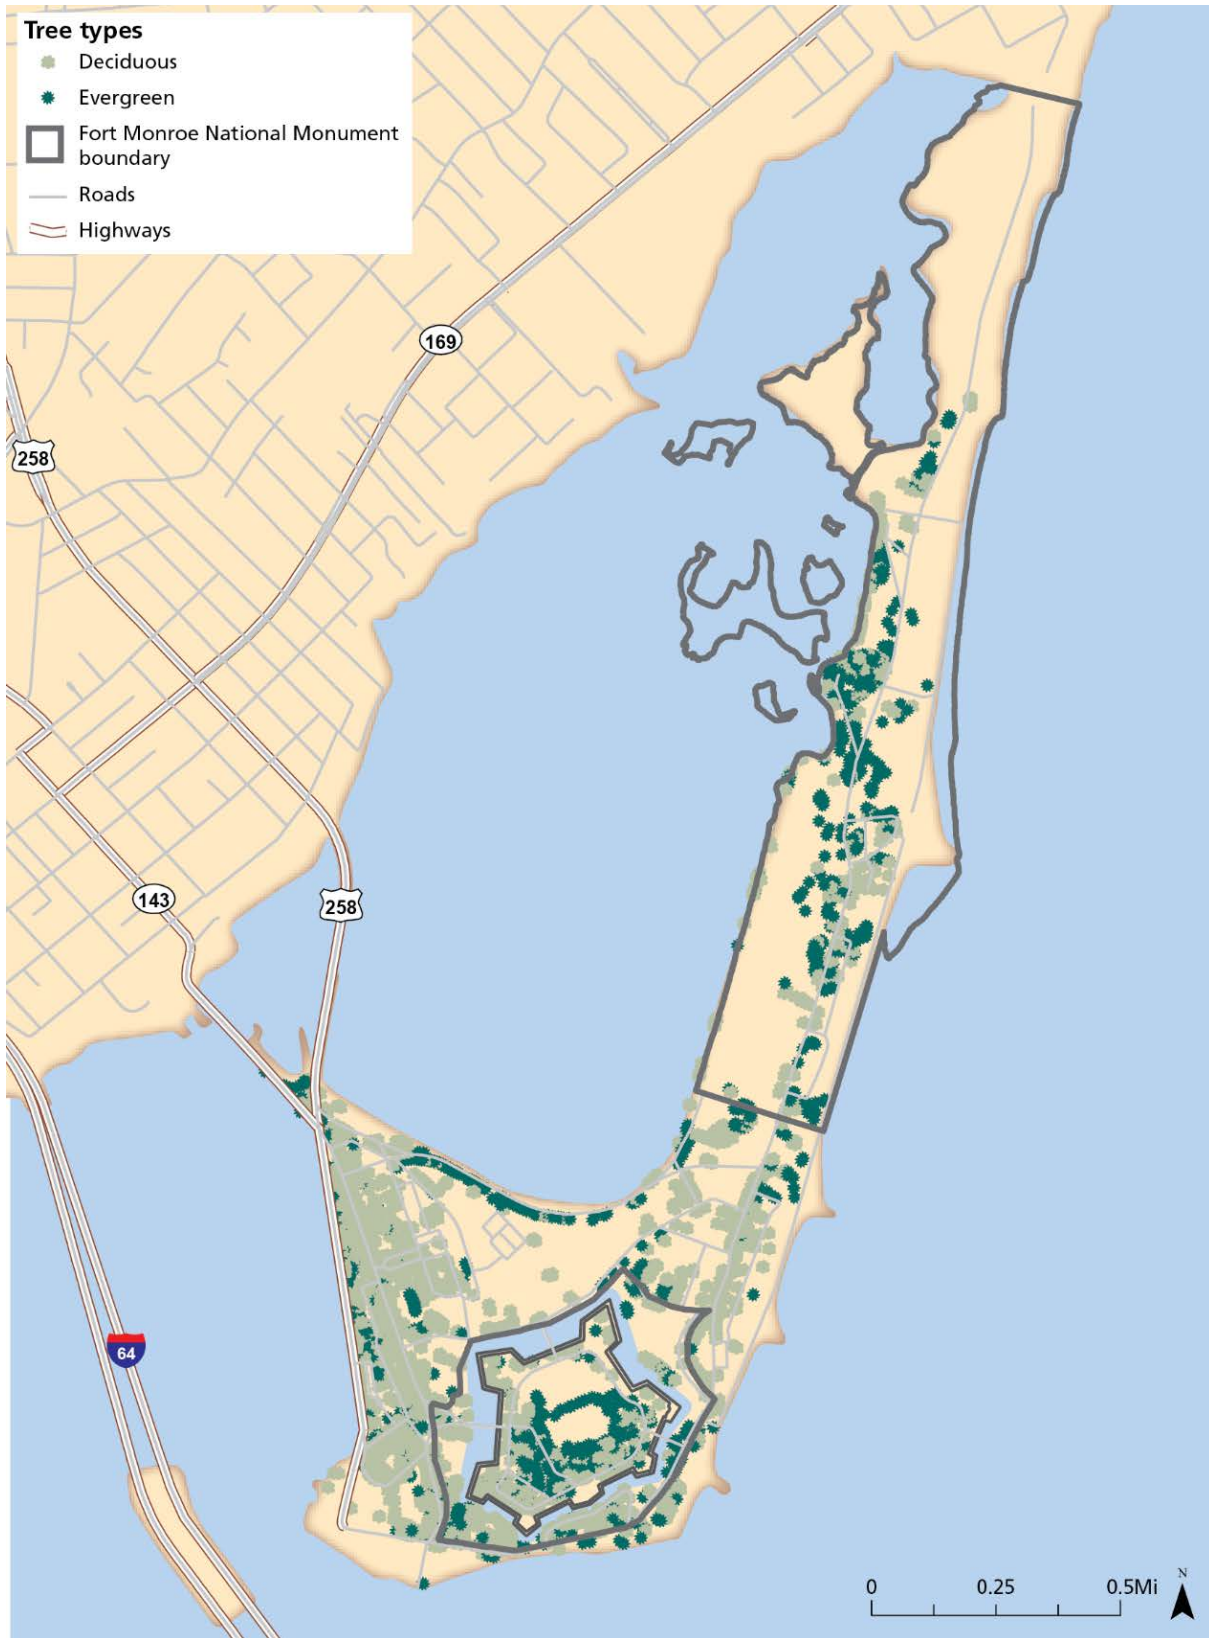 Tree types
Deciduous
Evergreen
Fort Monroe National Monument
boundary
Roads
Highways
169
258
143
258
64
0 0.25 0.5Mi
N